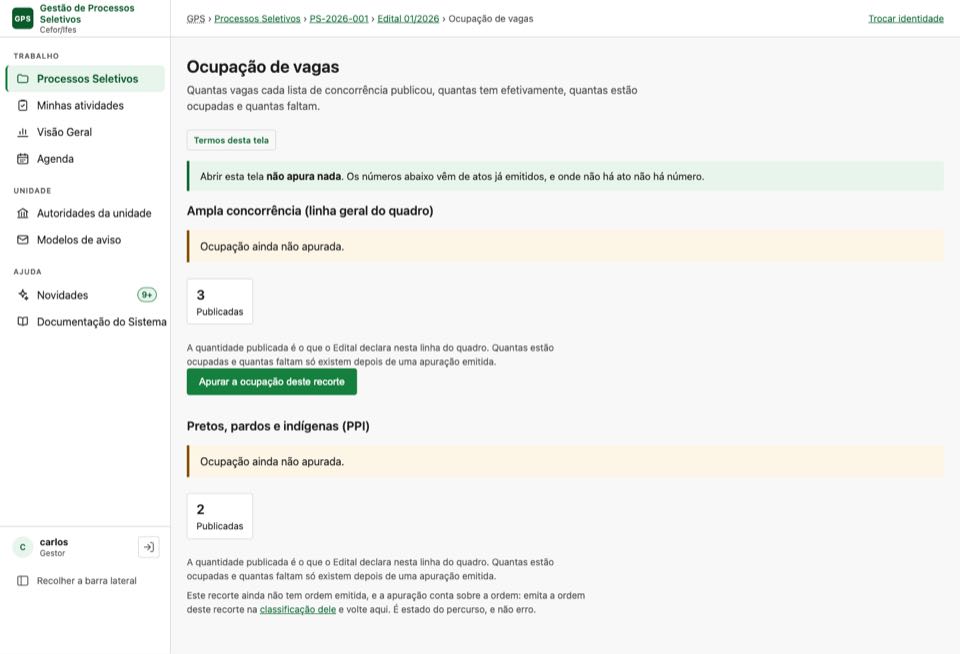 GPS
Gestão de Processos
Seletivos
Cefor/Ifes
GPS › Processos Seletivos › PS-2026-001 › Edital 01/2026 › Ocupação de vagas
Trocar identidade
TRABALHO
Processos Seletivos
Minhas atividades
Visão Geral
Agenda
UNIDADE
Autoridades da unidade
Modelos de aviso
AJUDA
Novidades 9+
Documentação do Sistema
C
carlos
Gestor
Recolher a barra lateral
Ocupação de vagas
Quantas vagas cada lista de concorrência publicou, quantas tem efetivamente, quantas estão
ocupadas e quantas faltam.
Termos desta tela
Abrir esta tela não apura nada. Os números abaixo vêm de atos já emitidos, e onde não há ato não há número.
Ampla concorrência (linha geral do quadro)
Ocupação ainda não apurada.
3
Publicadas
A quantidade publicada é o que o Edital declara nesta linha do quadro. Quantas estão
ocupadas e quantas faltam só existem depois de uma apuração emitida.
Apurar a ocupação deste recorte
Pretos, pardos e indígenas (PPI)
Ocupação ainda não apurada.
2
Publicadas
A quantidade publicada é o que o Edital declara nesta linha do quadro. Quantas estão
ocupadas e quantas faltam só existem depois de uma apuração emitida.
Este recorte ainda não tem ordem emitida, e a apuração conta sobre a ordem: emita a ordem
deste recorte na classificação dele e volte aqui. É estado do percurso, e não erro.